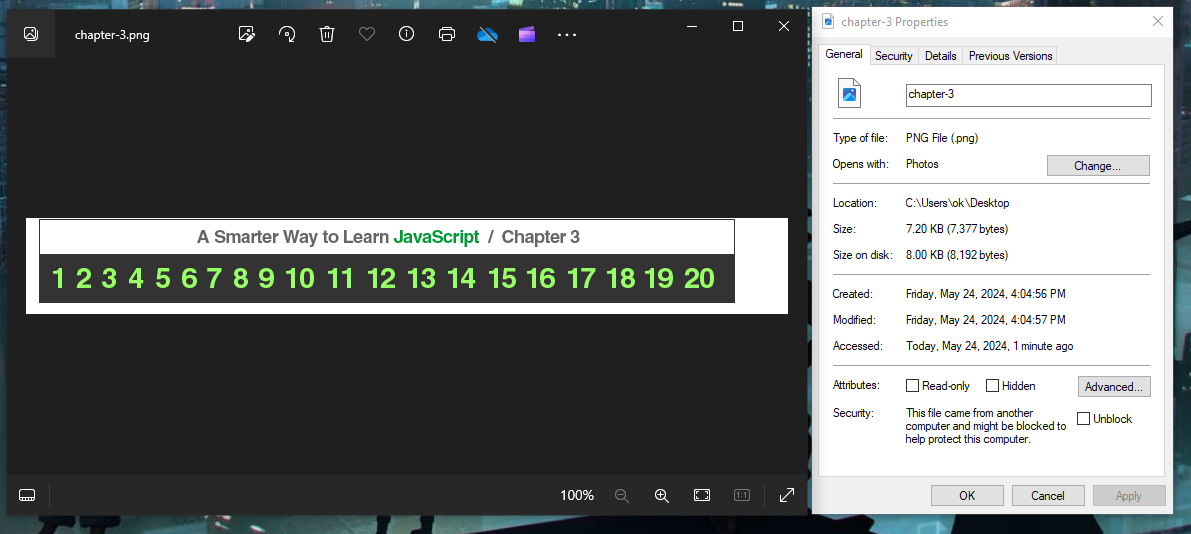 chapter-3.png
A Smarter Way to Learn JavaScript / Chapter 3
1 2 3 4 5 6 7 8 9 10 11 12 13 14 15 16 17 18 19 20
1:1
100%
chapter-3 Properties
General Security Details Previous Versions
chapter-3
Type of file: PNG File (.png)
Opens with: Photos Change...
Location: C:\Users\ok\Desktop
Size: 7.20 KB (7,377 bytes)
Size on disk: 8.00 KB (8,192 bytes)
Created: Friday, May 24, 2024, 4:04:56 PM
Modified: Friday, May 24, 2024, 4:04:57 PM
Accessed: Today, May 24, 2024, 1 minute ago
Attributes: Read-only Hidden Advanced...
Security: This file came from another
computer and might be blocked to
help protect this computer.
Unblock
OK Cancel Apply